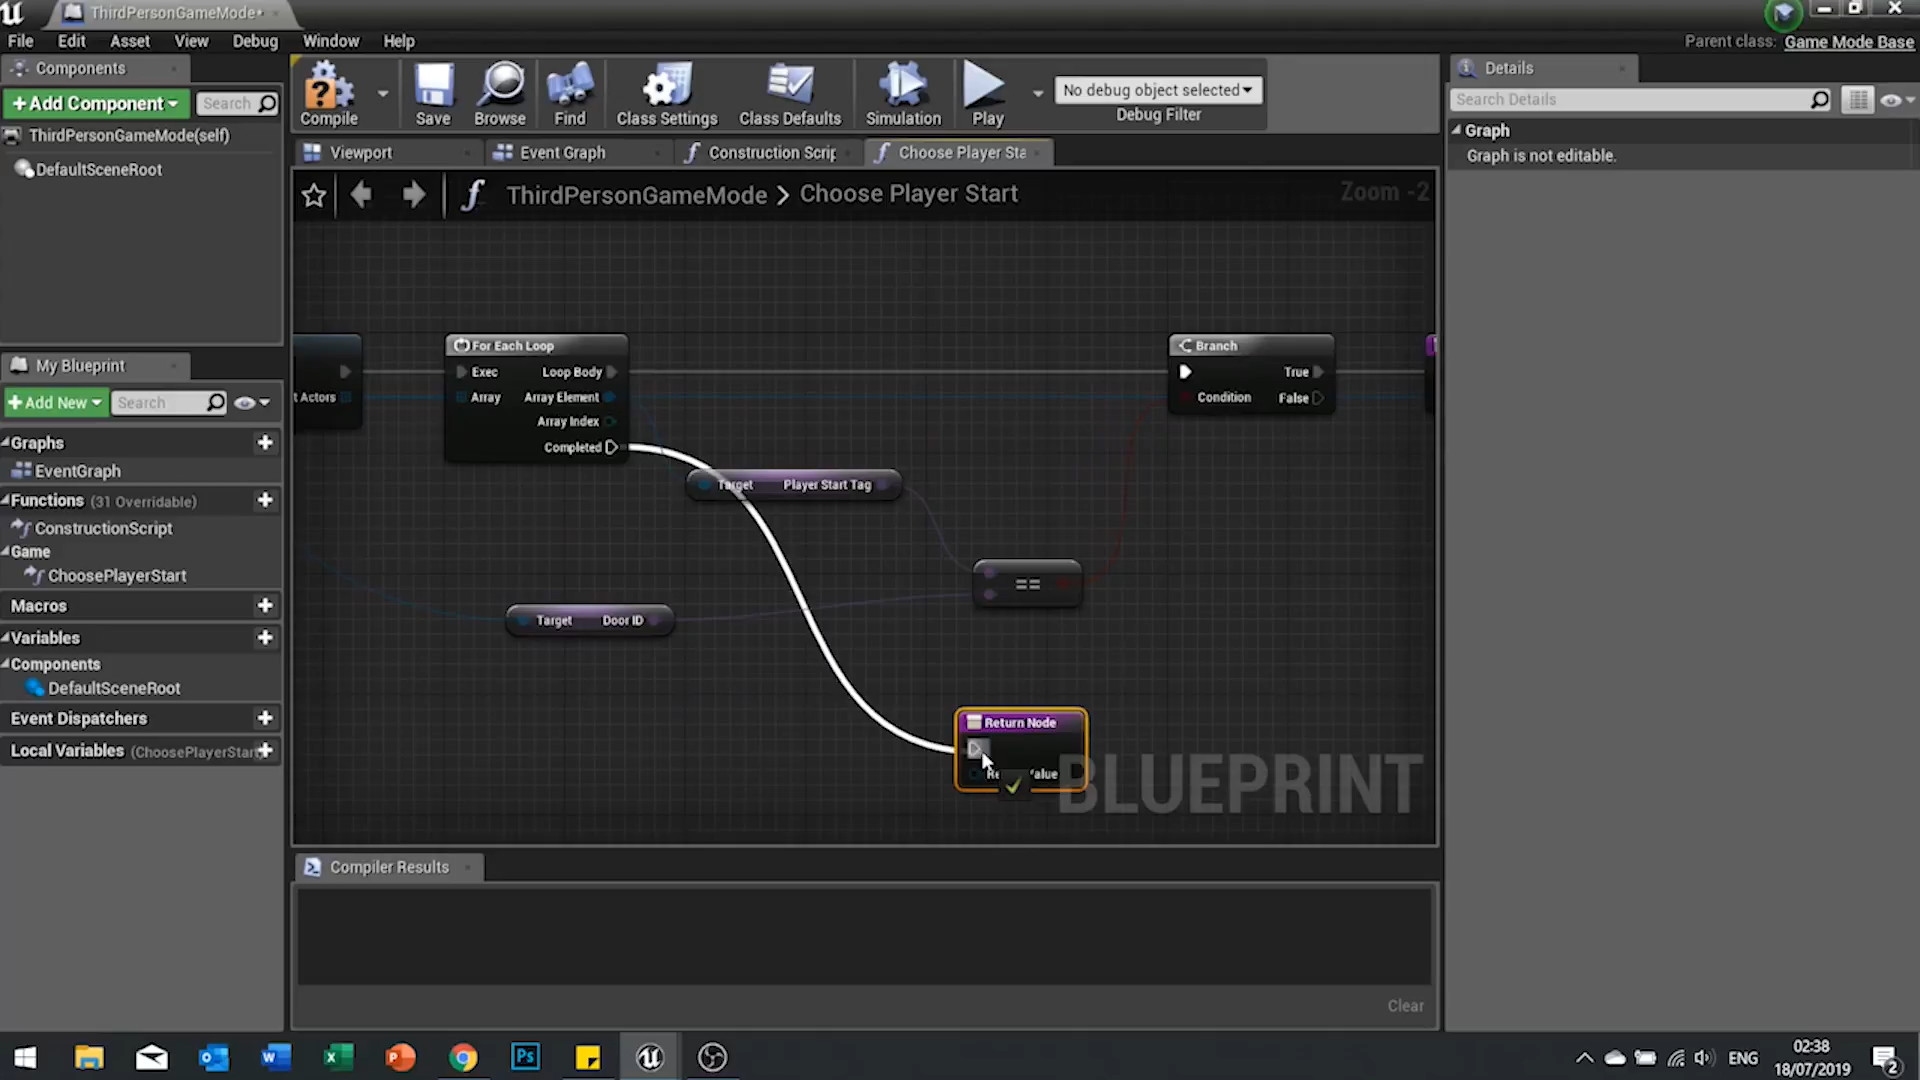 ThirdPersonGameMode*
File Edit Asset View Debug Window Help
Parent class: Game Mode Base
Components
+Add Component
Search
ThirdPersonGameMode(self)
DefaultSceneRoot
Compile
Save
Browse
Find
Class Settings
Class Defaults
Simulation
Play
No debug object selected
Debug Filter
Details
Search Details
Graph
Graph is not editable.
Viewport
Event Graph
Construction Scrip
Choose Player Sta
ThirdPersonGameMode > Choose Player Start
Zoom -2
My Blueprint
+Add New
Search
Graphs
EventGraph
Functions (31 Overridable)
ConstructionScript
Game
ChoosePlayerStart
Macros
Variables
Components
DefaultSceneRoot
Event Dispatchers
Local Variables (ChoosePlayerStar
t Actors
For Each Loop
Exec
Loop Body
Array
Array Element
Array Index
Completed
Target
Player Start Tag
Target
Door ID
==
Branch
True
Condition
False
Return Node
BLUEPRINT
Compiler Results
Clear
ENG
02:38
18/07/2019
2